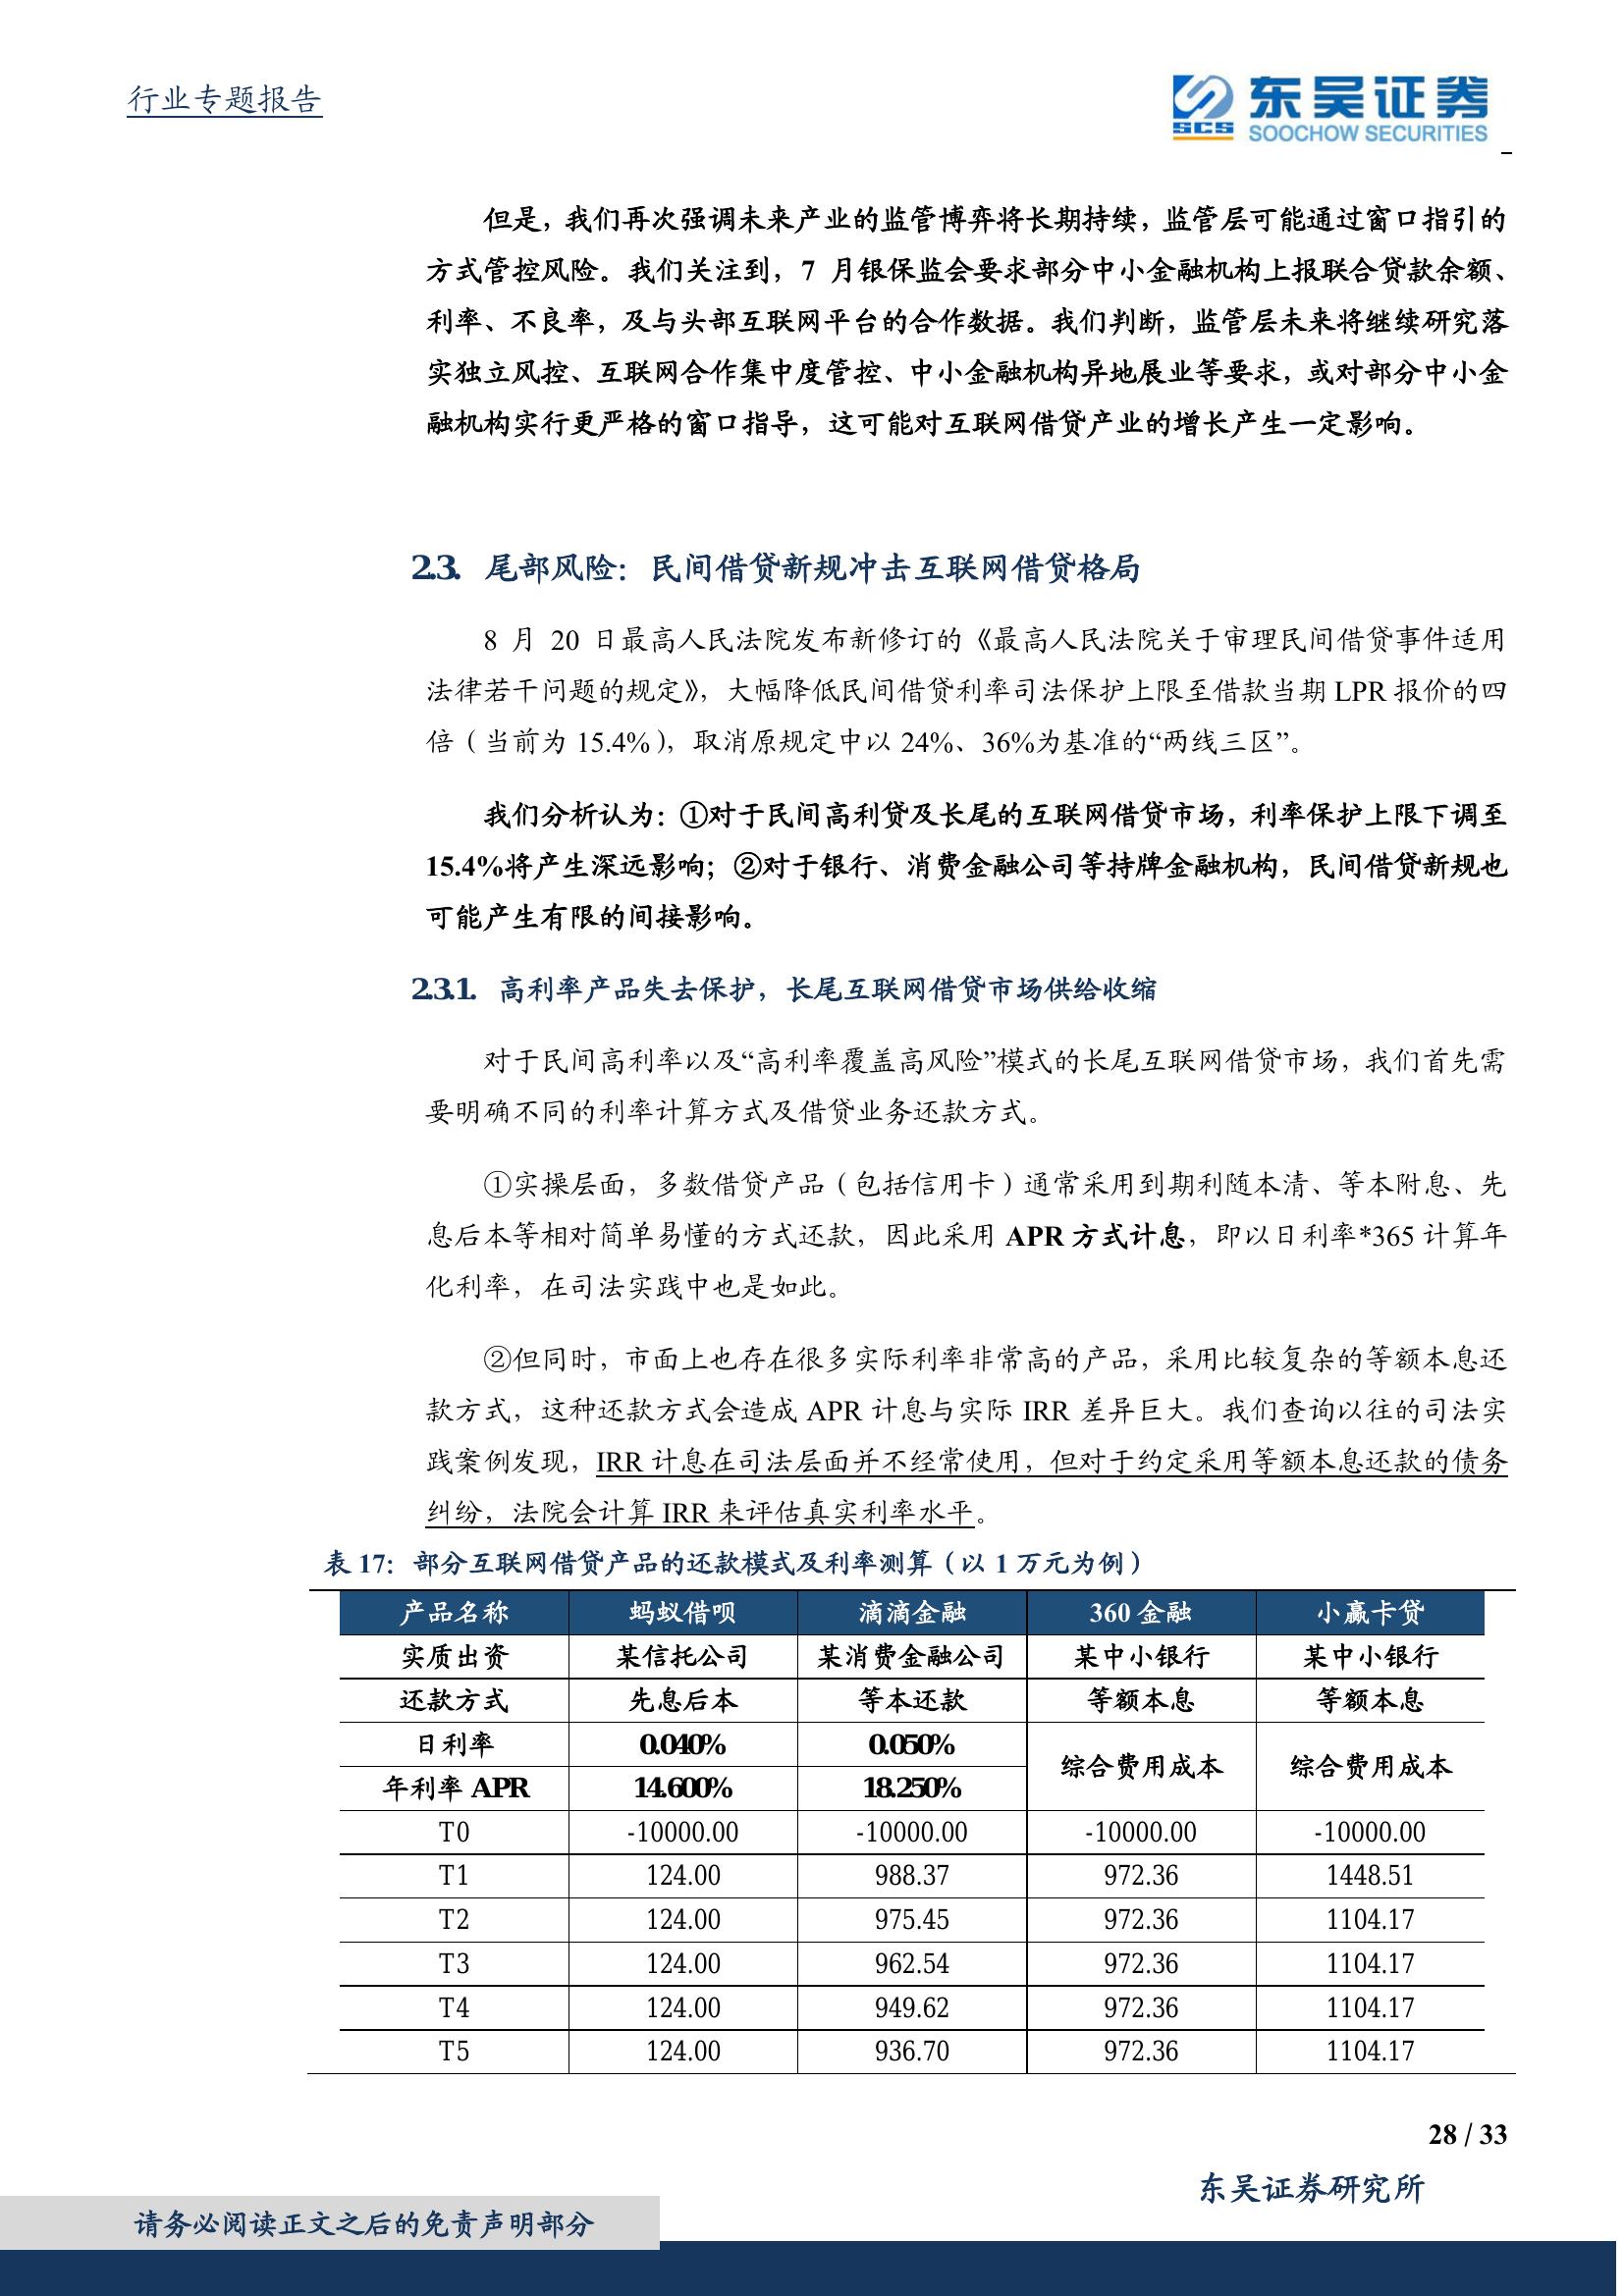 行业专题报告
SCS
东吴证券
SOOCHOW SECURITIES
但是，我们再次强调未来产业的监管博弈将长期持续，监管层可能通过窗口指引的
方式管控风险。我们关注到，7 月银保监会要求部分中小金融机构上报联合贷款余额、
利率、不良率，及与头部互联网平台的合作数据。我们判断，监管层未来将继续研究落
实独立风控、互联网合作集中度管控、中小金融机构异地展业等要求，或对部分中小金
融机构实行更严格的窗口指导，这可能对互联网借贷产业的增长产生一定影响。
2.3. 尾部风险：民间借贷新规冲击互联网借贷格局
8 月 20 日最高人民法院发布新修订的《最高人民法院关于审理民间借贷事件适用
法律若干问题的规定》，大幅降低民间借贷利率司法保护上限至借款当期 LPR 报价的四
倍（当前为 15.4%），取消原规定中以 24%、36%为基准的“两线三区”。
我们分析认为：①对于民间高利贷及长尾的互联网借贷市场，利率保护上限下调至
15.4%将产生深远影响；②对于银行、消费金融公司等持牌金融机构，民间借贷新规也
可能产生有限的间接影响。
2.3.1. 高利率产品失去保护，长尾互联网借贷市场供给收缩
对于民间高利率以及“高利率覆盖高风险”模式的长尾互联网借贷市场，我们首先需
要明确不同的利率计算方式及借贷业务还款方式。
①实操层面，多数借贷产品（包括信用卡）通常采用到期利随本清、等本附息、先
息后本等相对简单易懂的方式还款，因此采用 APR 方式计息，即以日利率*365 计算年
化利率，在司法实践中也是如此。
②但同时，市面上也存在很多实际利率非常高的产品，采用比较复杂的等额本息还
款方式，这种还款方式会造成 APR 计息与实际 IRR 差异巨大。我们查询以往的司法实
践案例发现，IRR 计息在司法层面并不经常使用，但对于约定采用等额本息还款的债务
纠纷，法院会计算 IRR 来评估真实利率水平。
表 17：部分互联网借贷产品的还款模式及利率测算（以 1 万元为例）
产品名称 蚂蚁借呗 滴滴金融 360 金融 小赢卡贷
实质出资 某信托公司 某消费金融公司 某中小银行 某中小银行
还款方式 先息后本 等本还款 等额本息 等额本息
日利率 0.040% 0.050% 综合费用成本 综合费用成本
年利率 APR 14.600% 18.250%
T0 -10000.00 -10000.00 -10000.00 -10000.00
T1 124.00 988.37 972.36 1448.51
T2 124.00 975.45 972.36 1104.17
T3 124.00 962.54 972.36 1104.17
T4 124.00 949.62 972.36 1104.17
T5 124.00 936.70 972.36 1104.17
28 / 33
东吴证券研究所
请务必阅读正文之后的免责声明部分